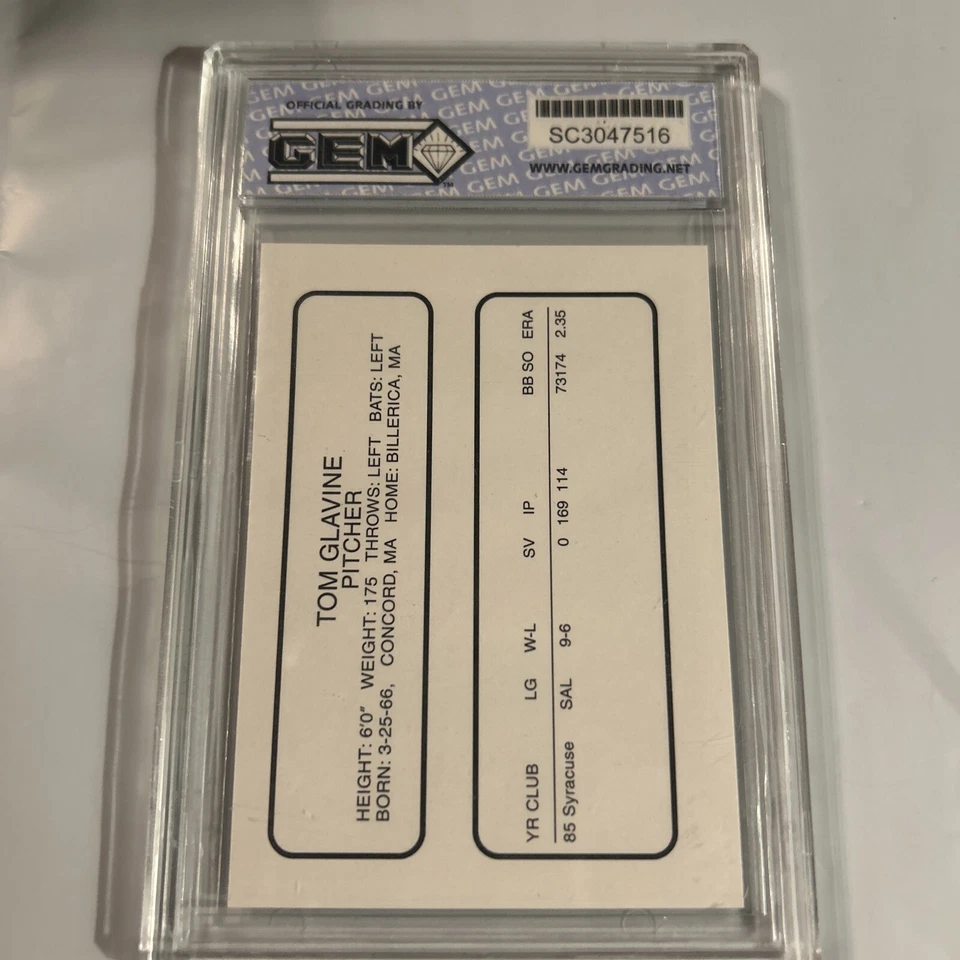 OFFICIAL GRADING BY
GEM
TM
SC3047516
WWW.GEMGRADING.NET
TOM GLAVINE
PITCHER
HEIGHT: 6'0" WEIGHT: 175 THROWS: LEFT BATS: LEFT
BORN: 3-25-66, CONCORD, MA HOME: BILLERICA, MA
YR CLUB LG W-L SV IP BB SO ERA
85 Syracuse SAL 9-6 0 169 114 73174 2.35